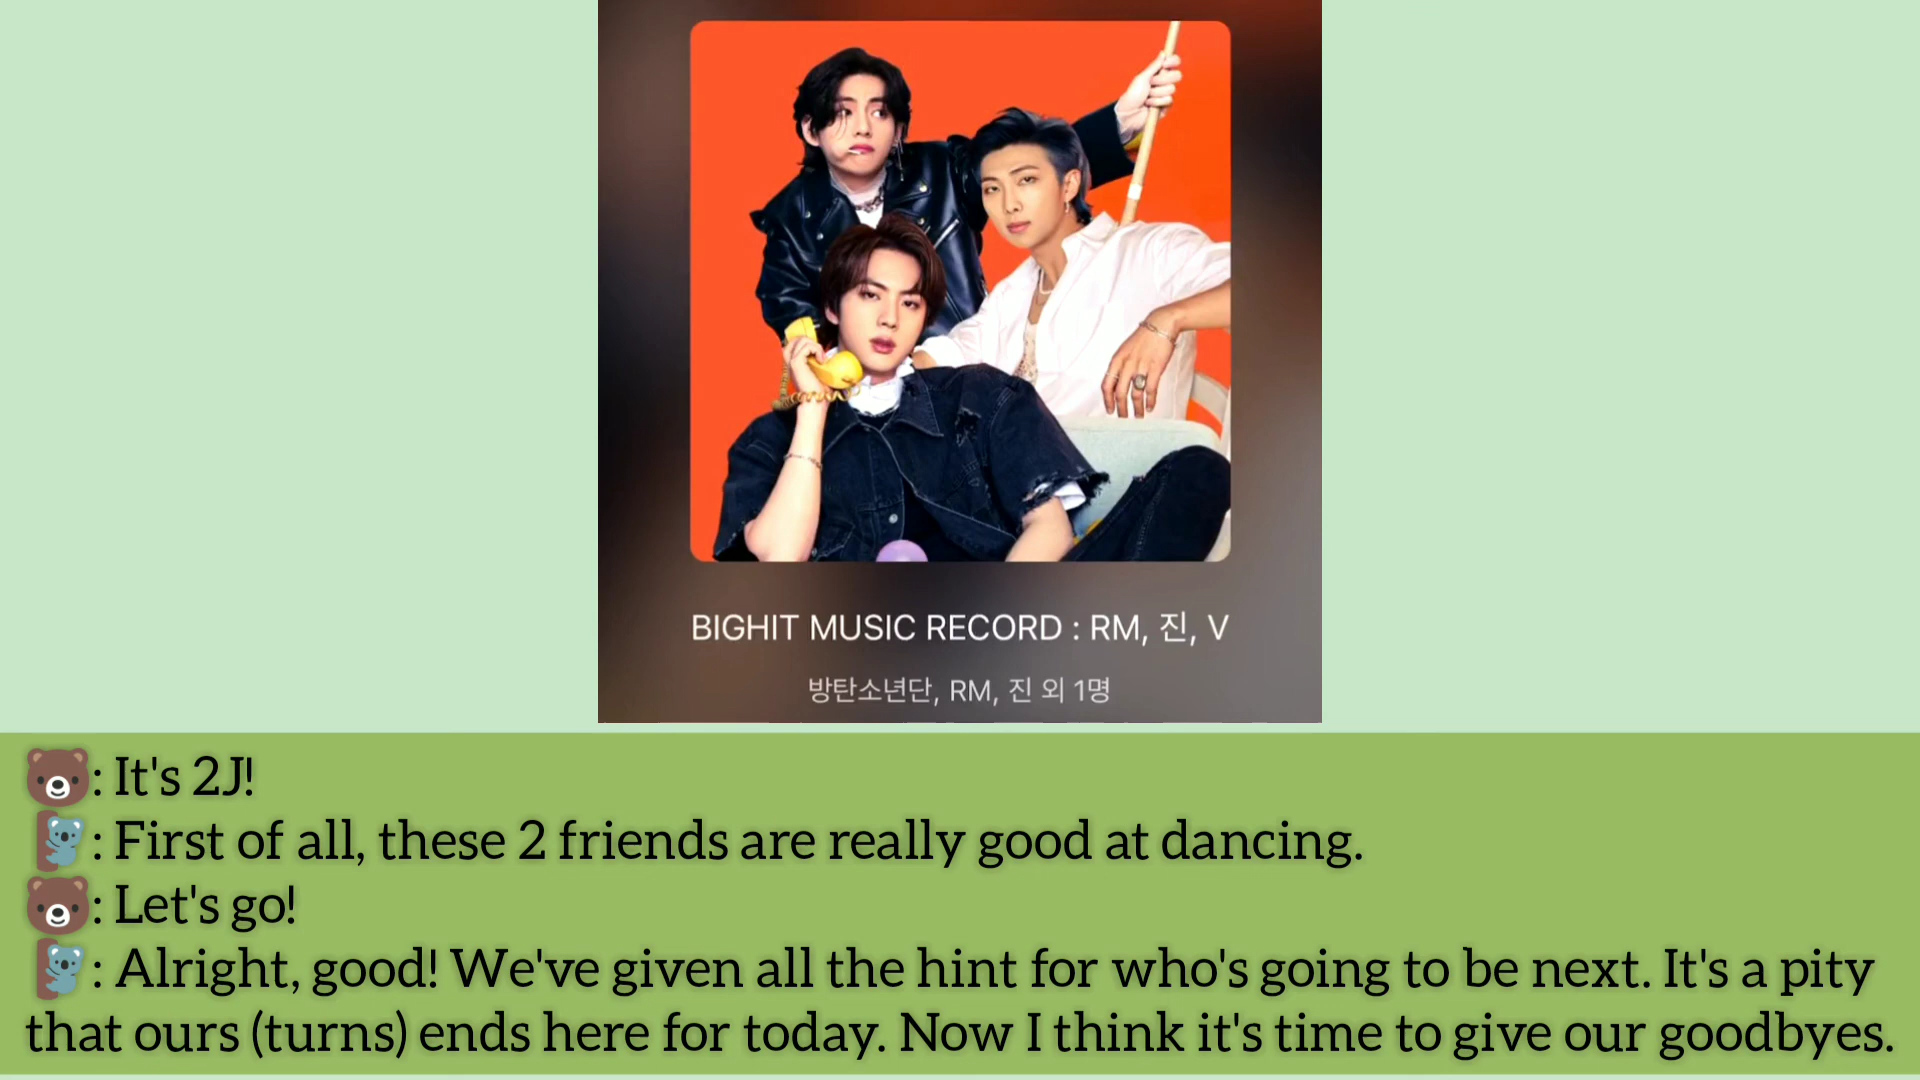 BIGHIT MUSIC RECORD : RM, 진, V
방탄소년단, RM, 진 외 1명
🐻: It's 2J!
🐨: First of all, these 2 friends are really good at dancing.
🐻: Let's go!
🐨: Alright, good! We've given all the hint for who's going to be next. It's a pity
that ours (turns) ends here for today. Now I think it's time to give our goodbyes.